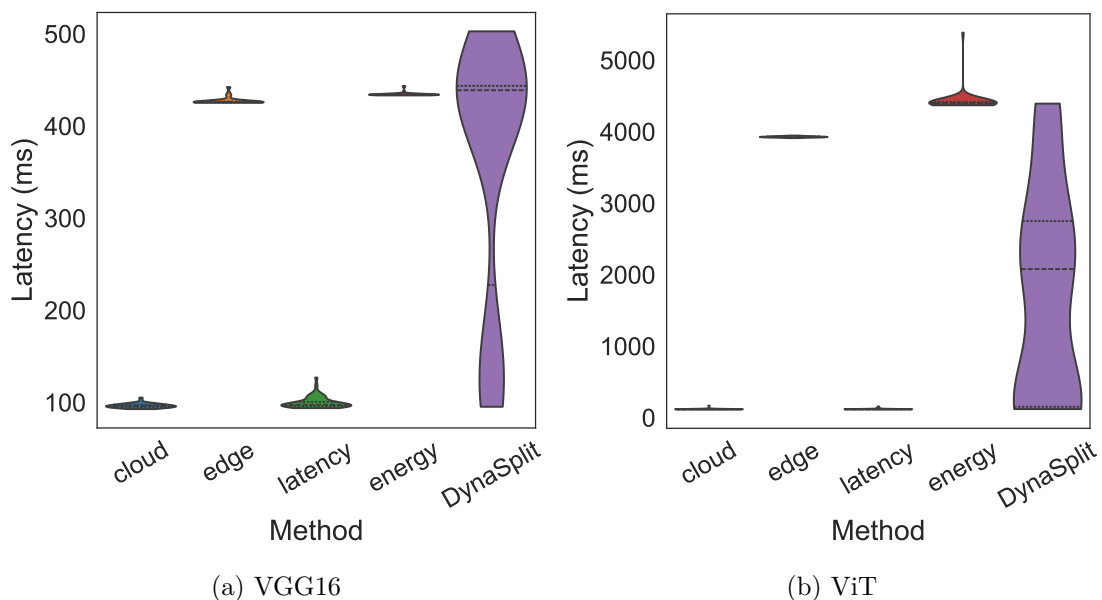 Latency (ms)
500
400
300
200
100
cloud
edge
latency
energy
DynaSplit
Method
(a) VGG16
Latency (ms)
5000
4000
3000
2000
1000
0
cloud
edge
latency
energy
DynaSplit
Method
(b) ViT